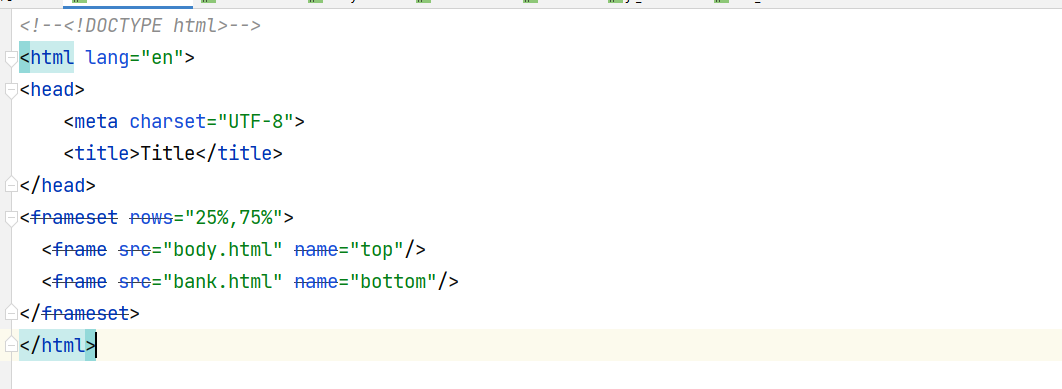 <!--<!DOCTYPE html>-->
<html lang="en">
<head>
    <meta charset="UTF-8">
    <title>Title</title>
</head>
<frameset rows="25%,75%">
  <frame src="body.html" name="top"/>
  <frame src="bank.html" name="bottom"/>
</frameset>
</html>